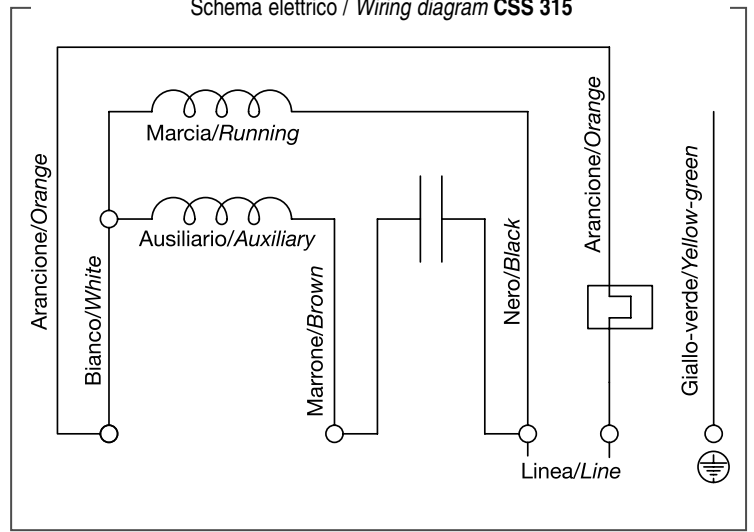 Schema elettrico / Wiring diagram CSS 315
Marcia/Running
Ausiliario/Auxiliary
Arancione/Orange
Bianco/White
Marrone/Brown
Nero/Black
Arancione/Orange
Giallo-verde/Yellow-green
Linea/Line